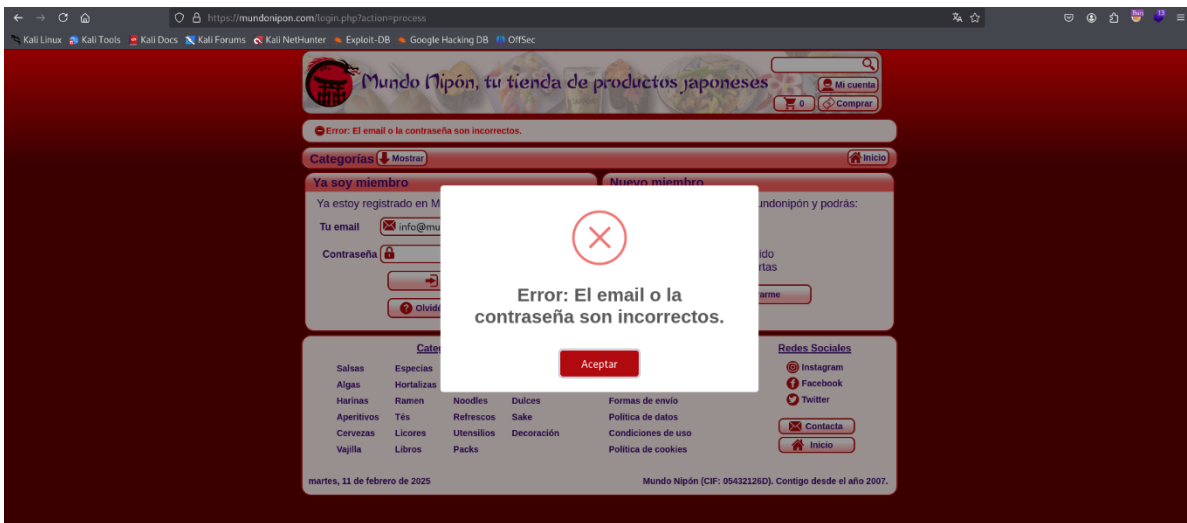 https://mundonipon.com/login.php?action=process
Kali Linux Kali Tools Kali Docs Kali Forums Kali NetHunter Exploit-DB Google Hacking DB OffSec
Mundo Nipón, tu tienda de productos japoneses
Mi cuenta
0 Comprar
Error: El email o la contraseña son incorrectos.
Categorías Mostrar Inicio
Ya soy miembro Nuevo miembro
Ya estoy registrado en M
undonipón y podrás:
Tu email info@mu
Contraseña
ido
rtas
arme
Olvidé
Error: El email o la
contraseña son incorrectos.
Aceptar
Cate
Redes Sociales
Salsas Especias Instagram
Algas Hortalizas Facebook
Harinas Ramen Noodles Dulces Formas de envío Twitter
Aperitivos Tés Refrescos Sake Política de datos
Cervezas Licores Utensilios Decoración Condiciones de uso Contacta
Vajilla Libros Packs Política de cookies Inicio
martes, 11 de febrero de 2025 Mundo Nipón (CIF: 05432126D). Contigo desde el año 2007.